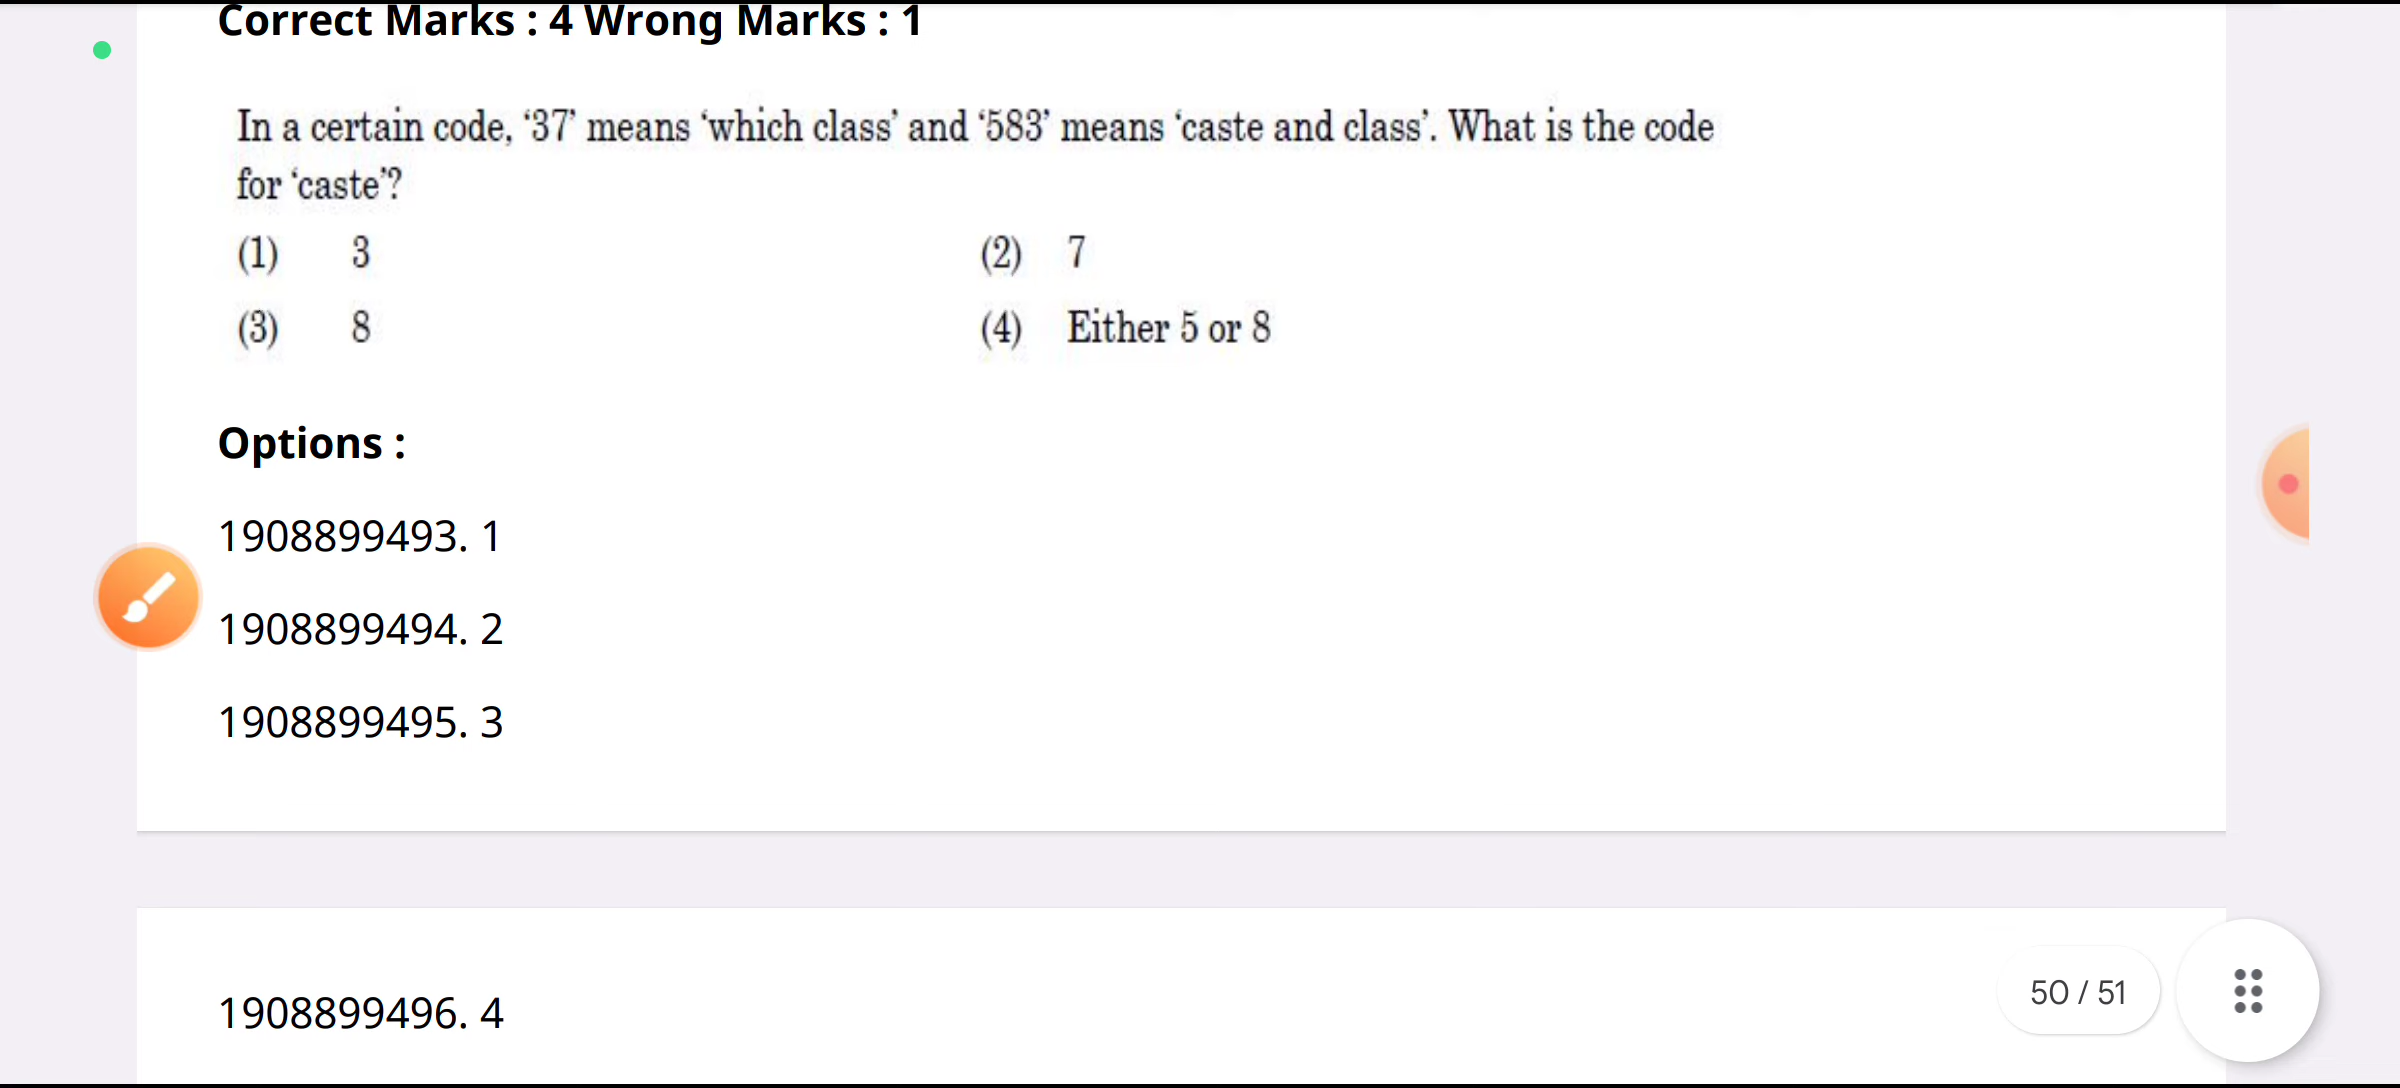 Correct Marks : 4 Wrong Marks : 1
In a certain code, ‘37’ means ‘which class’ and ‘583’ means ‘caste and class’. What is the code
for ‘caste’?
(1) 3 (2) 7
(3) 8 (4) Either 5 or 8
Options :
1908899493. 1
1908899494. 2
1908899495. 3
1908899496. 4
50 / 51